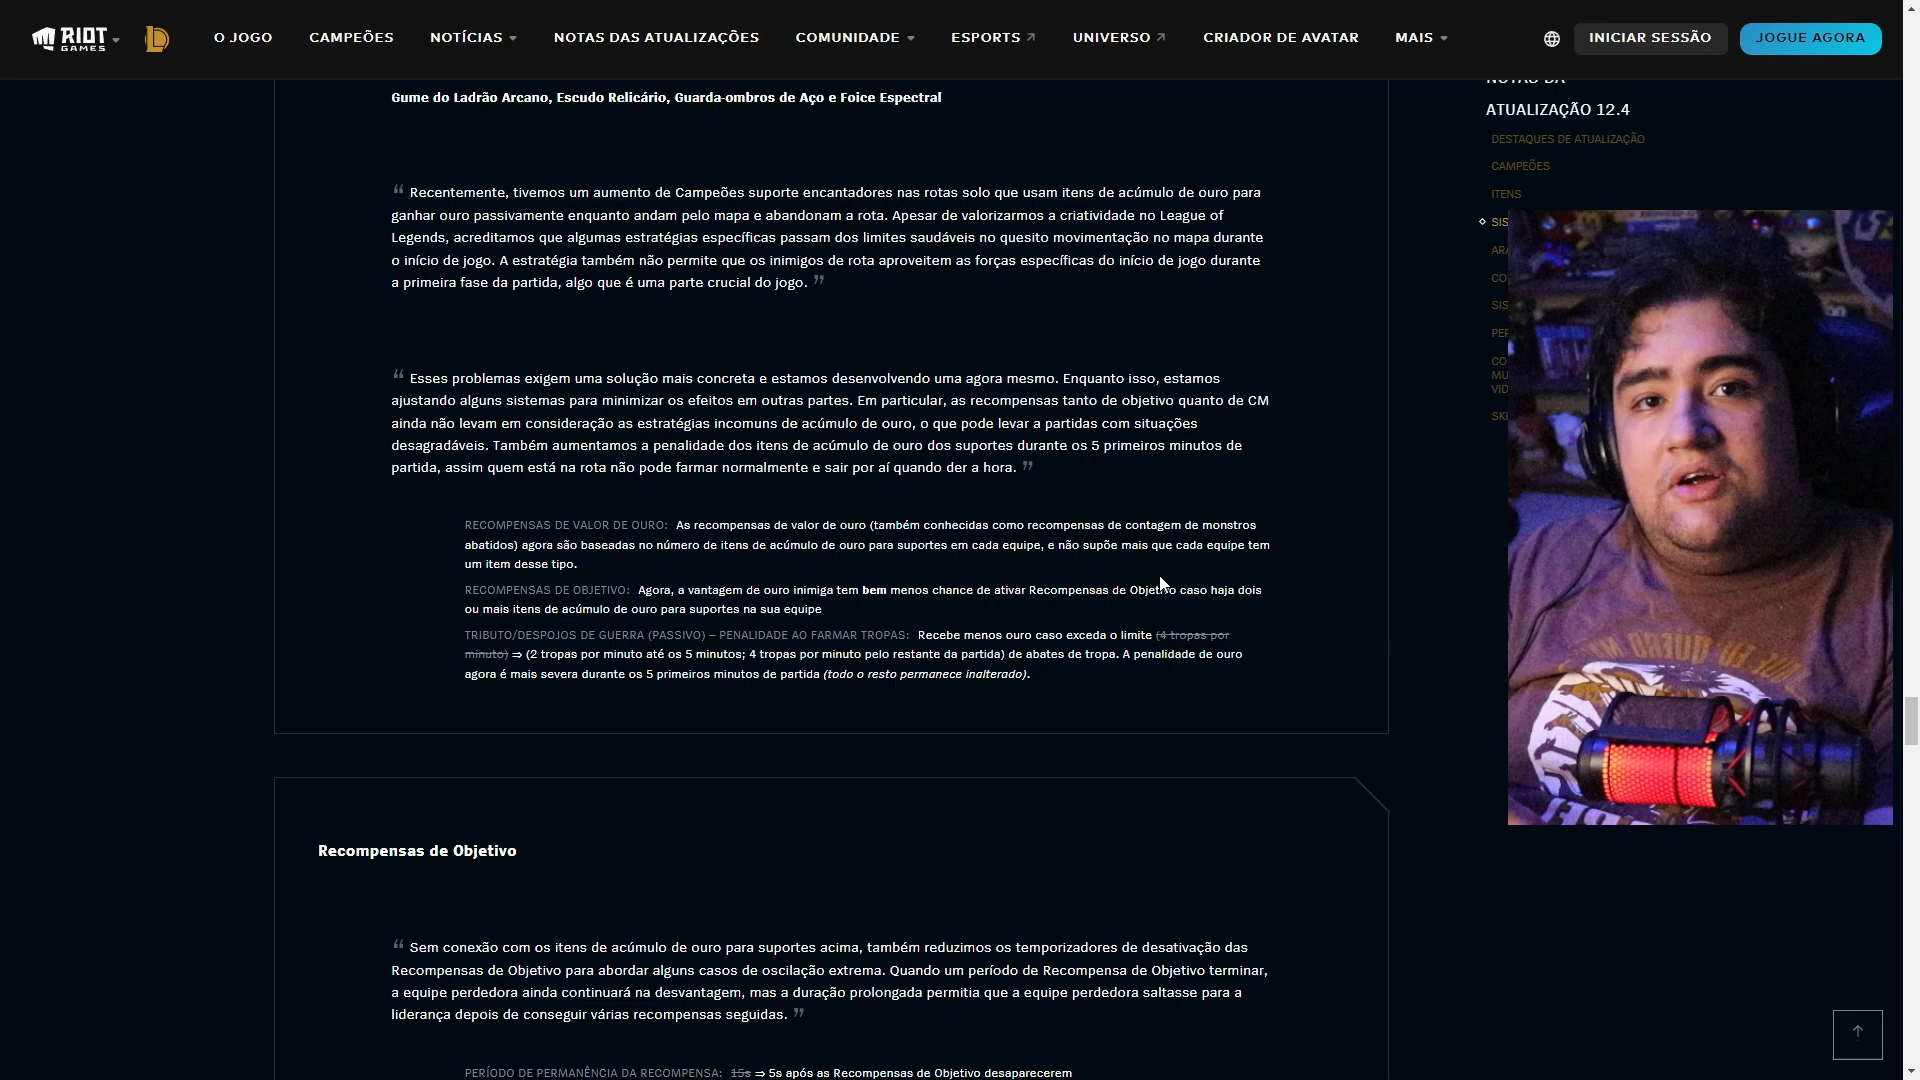 RIOT GAMES
O JOGO
CAMPEÕES
NOTÍCIAS
NOTAS DAS ATUALIZAÇÕES
COMUNIDADE
ESPORTS
UNIVERSO
CRIADOR DE AVATAR
MAIS
INICIAR SESSÃO
JOGUE AGORA
Gume do Ladrão Arcano, Escudo Relicário, Guarda-ombros de Aço e Foice Espectral
“ Recentemente, tivemos um aumento de Campeões suporte encantadores nas rotas solo que usam itens de acúmulo de ouro para
ganhar ouro passivamente enquanto andam pelo mapa e abandonam a rota. Apesar de valorizarmos a criatividade no League of
Legends, acreditamos que algumas estratégias específicas passam dos limites saudáveis no quesito movimentação no mapa durante
o início de jogo. A estratégia também não permite que os inimigos de rota aproveitem as forças específicas do início de jogo durante
a primeira fase da partida, algo que é uma parte crucial do jogo. ”
“ Esses problemas exigem uma solução mais concreta e estamos desenvolvendo uma agora mesmo. Enquanto isso, estamos
ajustando alguns sistemas para minimizar os efeitos em outras partes. Em particular, as recompensas tanto de objetivo quanto de CM
ainda não levam em consideração as estratégias incomuns de acúmulo de ouro, o que pode levar a partidas com situações
desagradáveis. Também aumentamos a penalidade dos itens de acúmulo de ouro dos suportes durante os 5 primeiros minutos de
partida, assim quem está na rota não pode farmar normalmente e sair por aí quando der a hora. ”
RECOMPENSAS DE VALOR DE OURO: As recompensas de valor de ouro (também conhecidas como recompensas de contagem de monstros
abatidos) agora são baseadas no número de itens de acúmulo de ouro para suportes em cada equipe, e não supõe mais que cada equipe tem
um item desse tipo.
RECOMPENSAS DE OBJETIVO: Agora, a vantagem de ouro inimiga tem bem menos chance de ativar Recompensas de Objetivo caso haja dois
ou mais itens de acúmulo de ouro para suportes na sua equipe
TRIBUTO/DESPOJOS DE GUERRA (PASSIVO) – PENALIDADE AO FARMAR TROPAS: Recebe menos ouro caso exceda o limite (4 tropas por
minuto) ⇒ (2 tropas por minuto até os 5 minutos; 4 tropas por minuto pelo restante da partida) de abates de tropa. A penalidade de ouro
agora é mais severa durante os 5 primeiros minutos de partida (todo o resto permanece inalterado).
Recompensas de Objetivo
“ Sem conexão com os itens de acúmulo de ouro para suportes acima, também reduzimos os temporizadores de desativação das
Recompensas de Objetivo para abordar alguns casos de oscilação extrema. Quando um período de Recompensa de Objetivo terminar,
a equipe perdedora ainda continuará na desvantagem, mas a duração prolongada permitia que a equipe perdedora saltasse para a
liderança depois de conseguir várias recompensas seguidas. ”
PERÍODO DE PERMANÊNCIA DA RECOMPENSA: 15s ⇒ 5s após as Recompensas de Objetivo desaparecerem
NOTAS DA
ATUALIZAÇÃO 12.4
DESTAQUES DE ATUALIZAÇÃO
CAMPEÕES
ITENS
SIS
ARA
CO
SIS
PER
CO
MU
VID
SKI